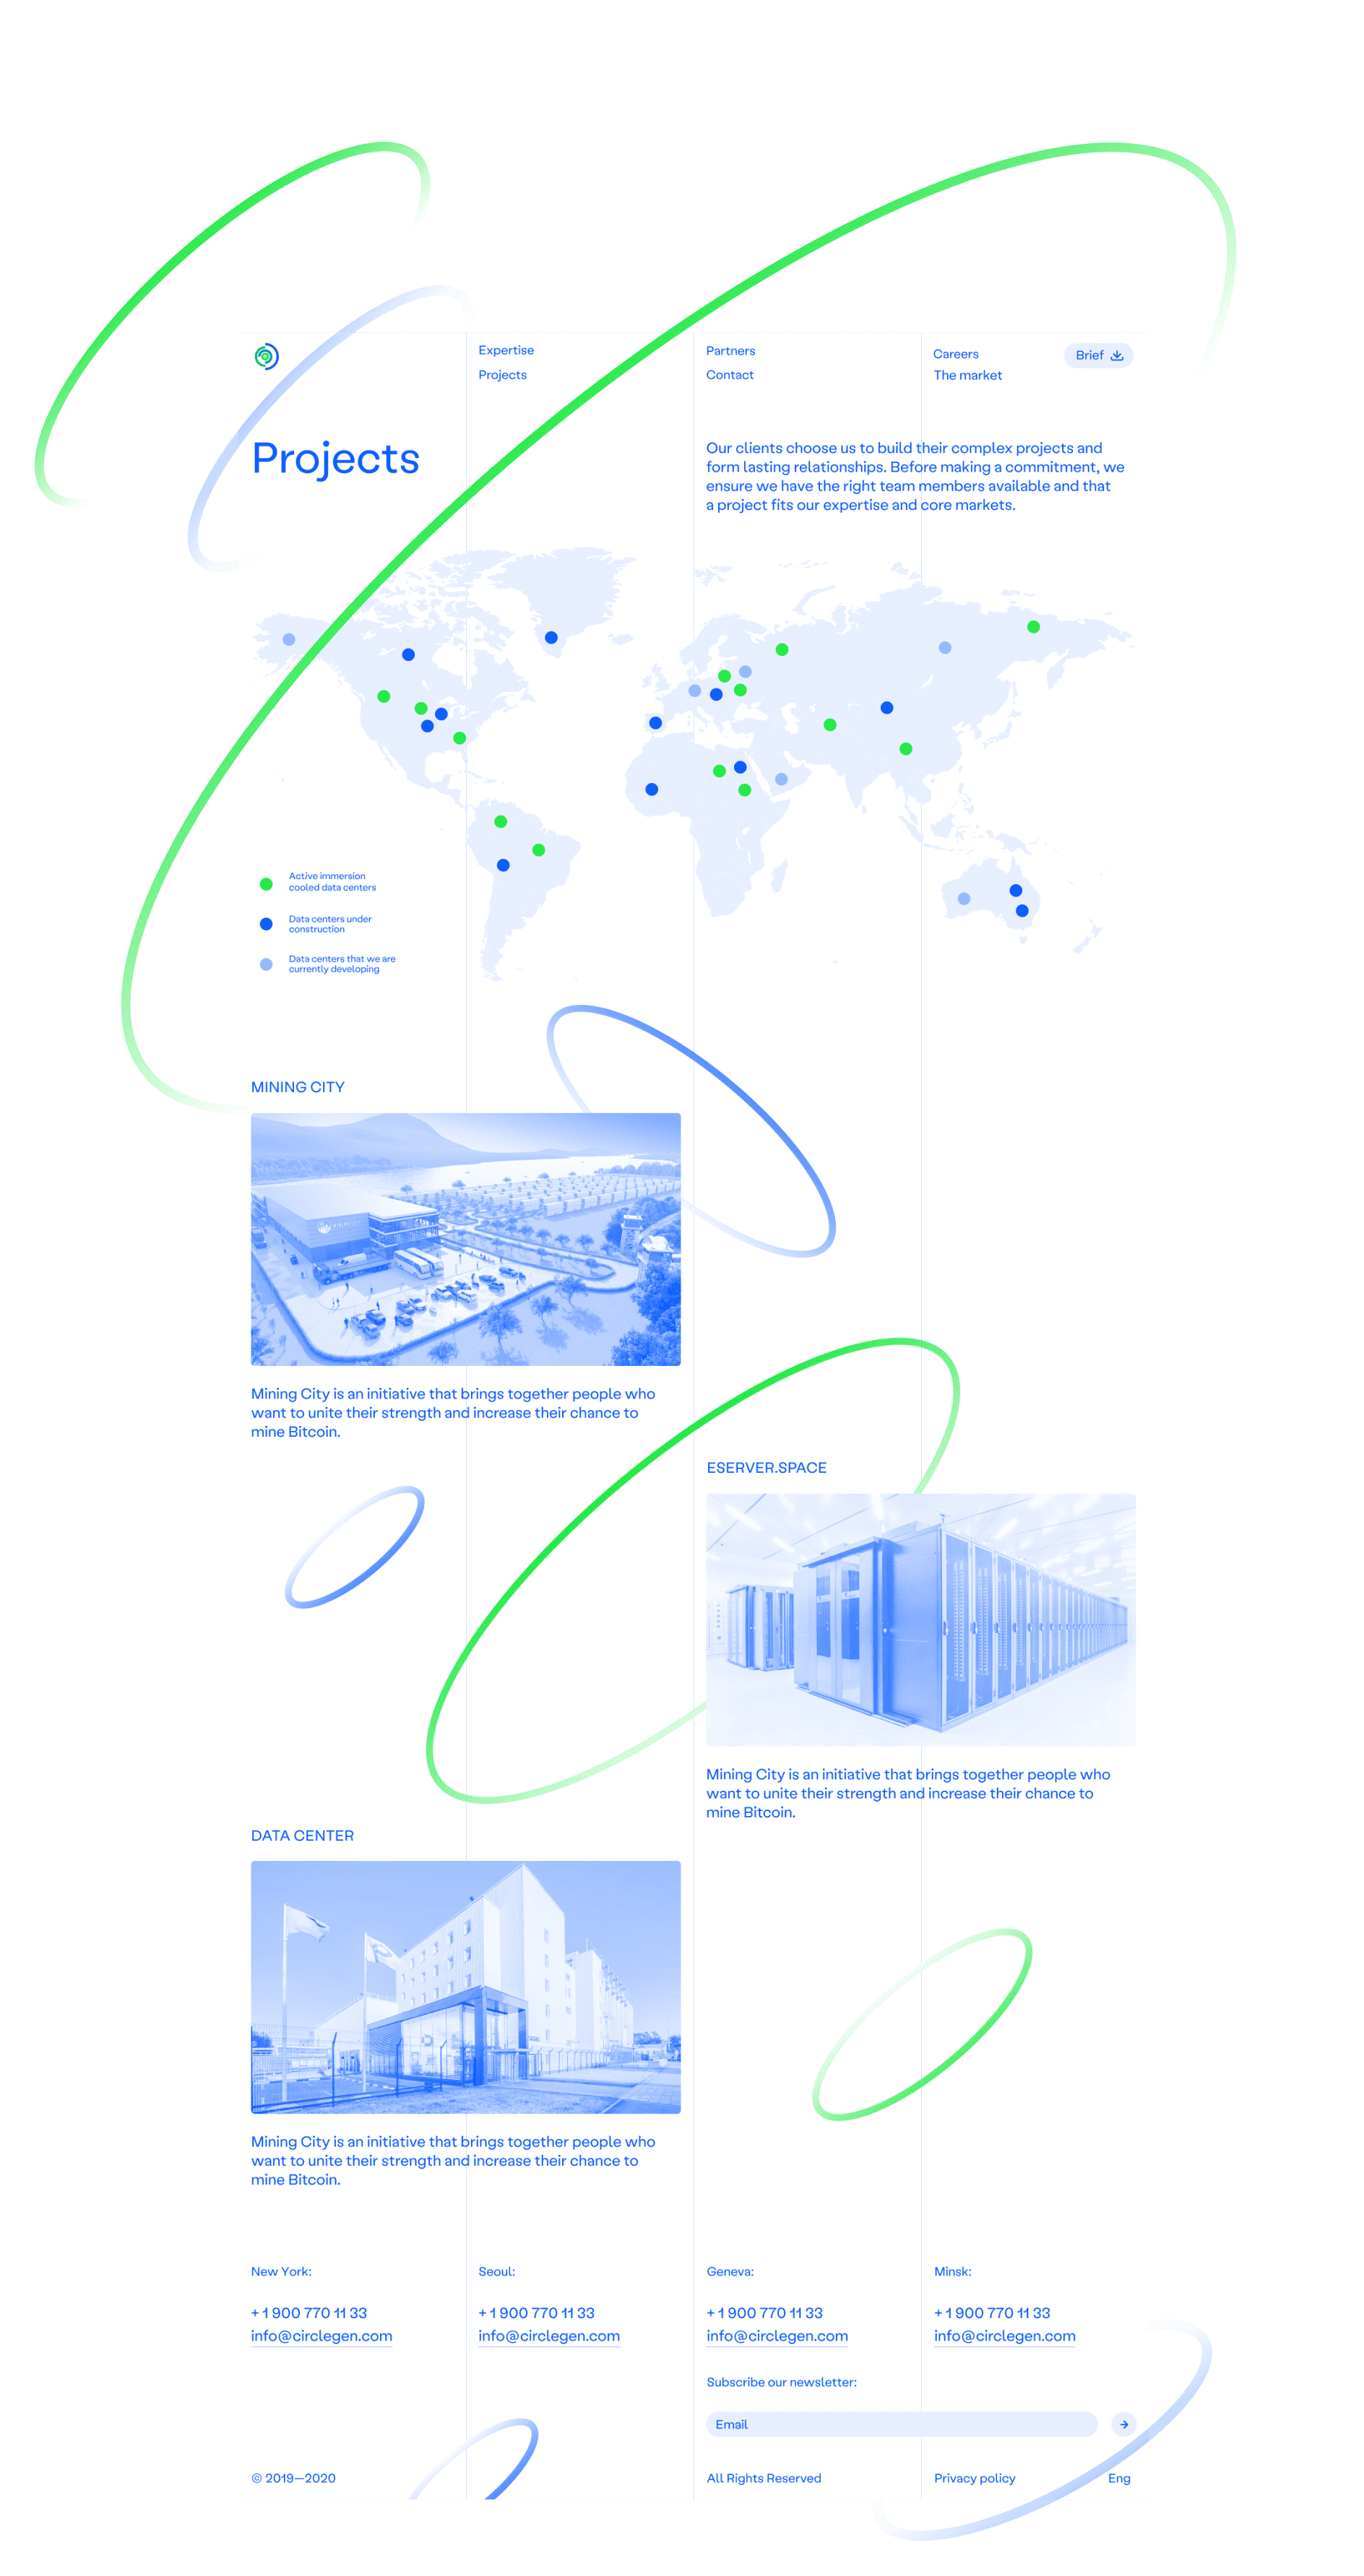 Expertise
Projects
Partners
Contact
Careers
The market
Brief
Projects
Our clients choose us to build their complex projects and
form lasting relationships. Before making a commitment, we
ensure we have the right team members available and that
a project fits our expertise and core markets.
Active immersion
cooled data centers
Data centers under
construction
Data centers that we are
currently developing
MINING CITY
Mining City is an initiative that brings together people who
want to unite their strength and increase their chance to
mine Bitcoin.
ESERVER.SPACE
Mining City is an initiative that brings together people who
want to unite their strength and increase their chance to
mine Bitcoin.
DATA CENTER
Mining City is an initiative that brings together people who
want to unite their strength and increase their chance to
mine Bitcoin.
New York:
+ 1 900 770 11 33
info@circlegen.com
Seoul:
+ 1 900 770 11 33
info@circlegen.com
Geneva:
+ 1 900 770 11 33
info@circlegen.com
Minsk:
+ 1 900 770 11 33
info@circlegen.com
Subscribe our newsletter:
Email
© 2019—2020
All Rights Reserved
Privacy policy
Eng